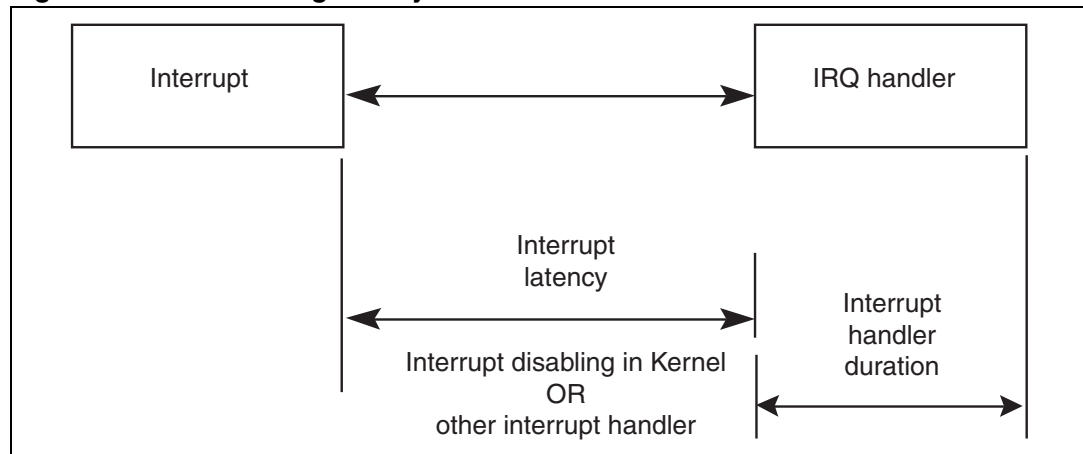 Interrupt
IRQ handler
Interrupt
latency
Interrupt
handler
duration
Interrupt disabling in Kernel
OR
other interrupt handler